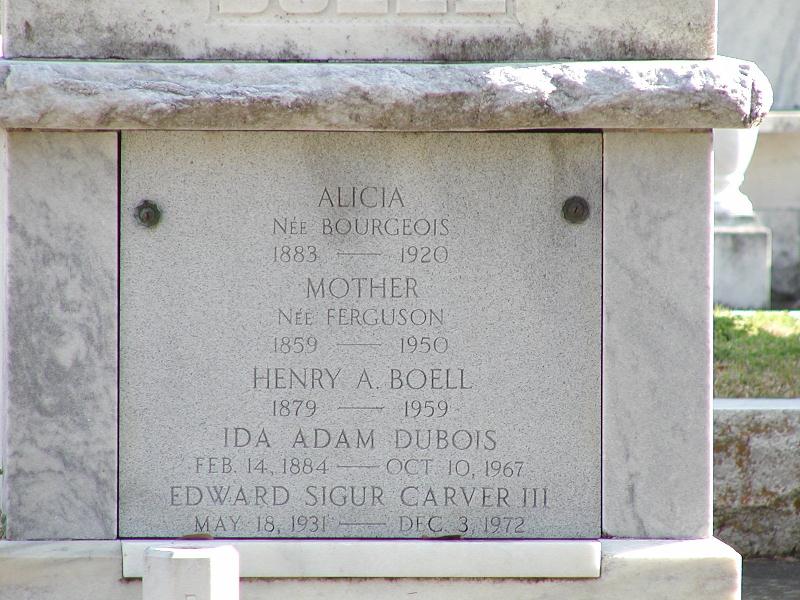 BOELL
ALICIA
NÉE BOURGEOIS
1883 — 1920
MOTHER
NÉE FERGUSON
1859 — 1950
HENRY A. BOELL
1879 — 1959
IDA ADAM DUBOIS
FEB. 14, 1884 — OCT. 10, 1967
EDWARD SIGUR CARVER III
MAY 18, 1931 — DEC. 3, 1972